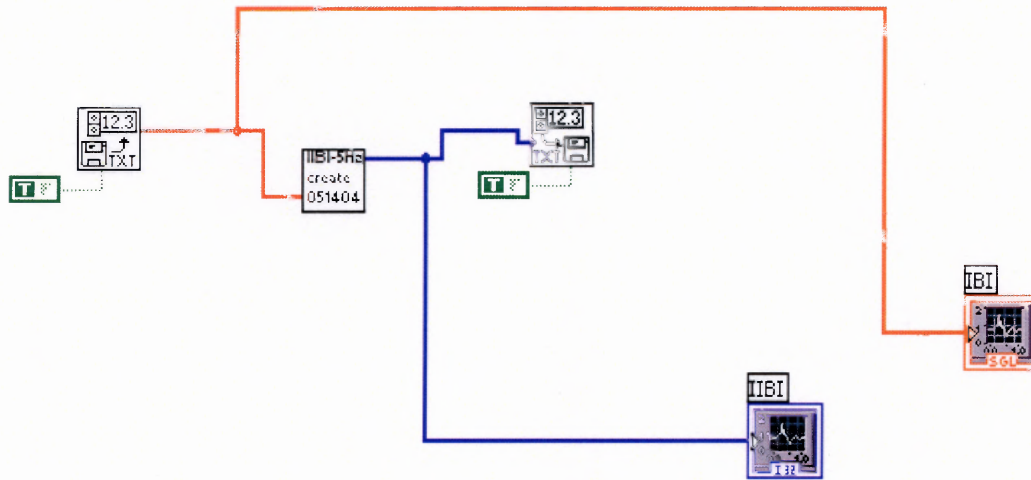 12.3
TXT
T F
IIBI-5Hz
create
051404
12.3
TXT
T F
IBI
SGL
IIBI
I32